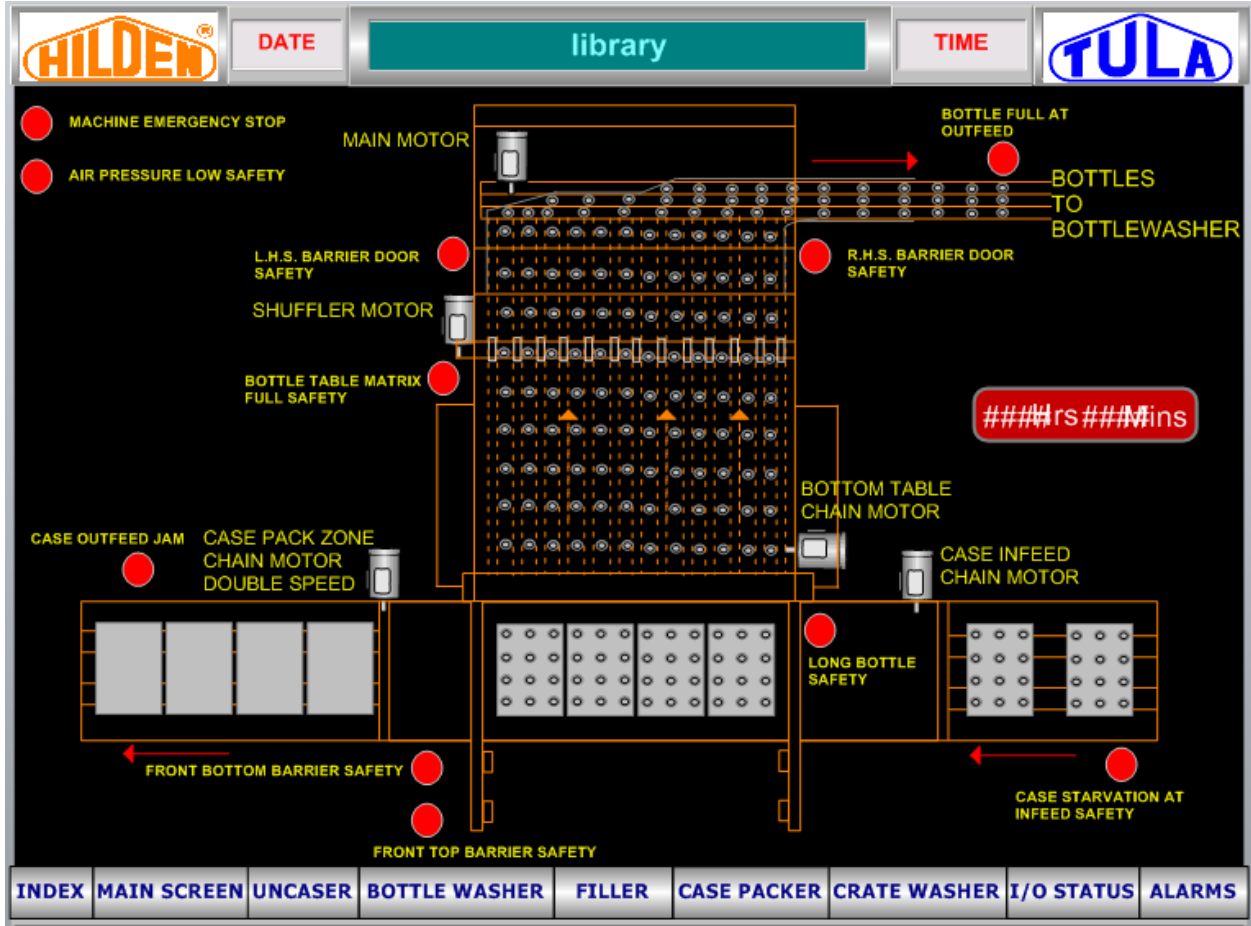 HILDEN®
DATE
library
TIME
TULA
MACHINE EMERGENCY STOP
AIR PRESSURE LOW SAFETY
MAIN MOTOR
BOTTLE FULL AT
OUTFEED
BOTTLES
TO
BOTTLEWASHER
L.H.S. BARRIER DOOR
SAFETY
R.H.S. BARRIER DOOR
SAFETY
SHUFFLER MOTOR
BOTTLE TABLE MATRIX
FULL SAFETY
####Hrs ###Mins
BOTTOM TABLE
CHAIN MOTOR
CASE OUTFEED JAM
CASE PACK ZONE
CHAIN MOTOR
DOUBLE SPEED
CASE INFEED
CHAIN MOTOR
LONG BOTTLE
SAFETY
FRONT BOTTOM BARRIER SAFETY
CASE STARVATION AT
INFEED SAFETY
FRONT TOP BARRIER SAFETY
INDEX MAIN SCREEN UNCASER BOTTLE WASHER FILLER CASE PACKER CRATE WASHER I/O STATUS ALARMS